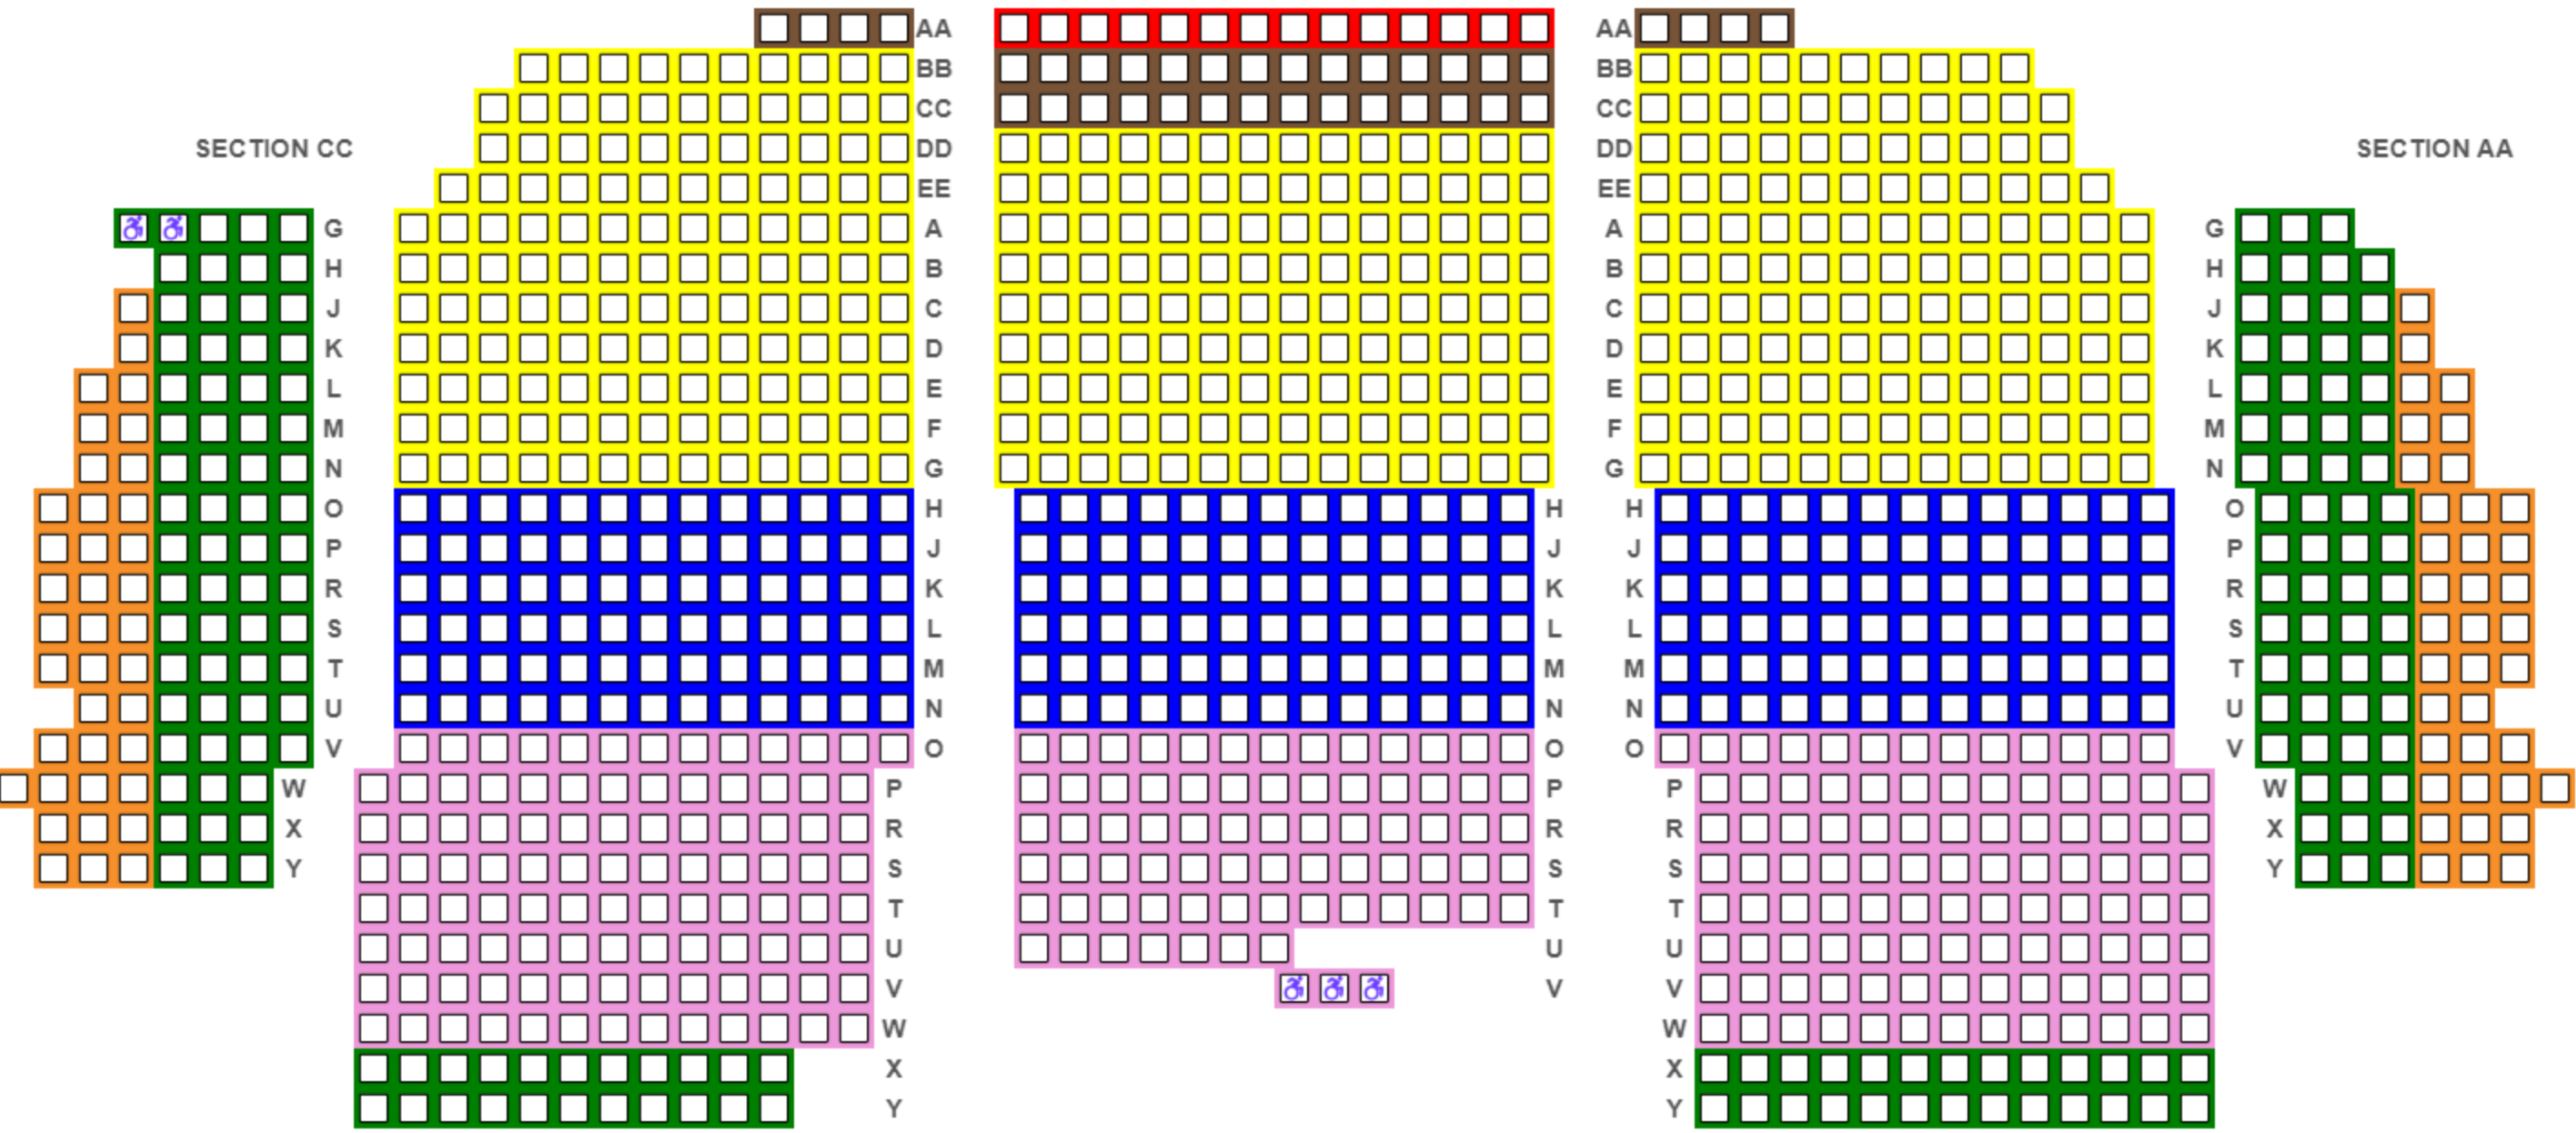 AA AA
BB BB
CC CC
SECTION CC DD DD SECTION AA
EE EE
G A A G
H B B H
J C C J
K D D K
L E E L
M F F M
N G G N
O H H H O
P J J J P
R K K K R
S L L L S
T M M M T
U N N N U
V O O O V
W P P P W
X R R R X
Y S S S Y
T T T
U U U
V V V
W W
X X
Y Y